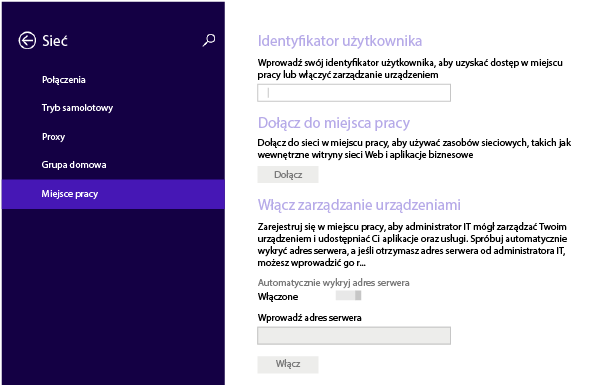 Sieć
Połączenia
Tryb samolotowy
Proxy
Grupa domowa
Miejsce pracy
Identyfikator użytkownika
Wprowadź swój identyfikator użytkownika, aby uzyskać dostęp w miejscu
pracy lub włączyć zarządzanie urządzeniem
Dołącz do miejsca pracy
Dołącz do sieci w miejscu pracy, aby używać zasobów sieciowych, takich jak
wewnętrzne witryny sieci Web i aplikacje biznesowe
Dołącz
Włącz zarządzanie urządzeniami
Zarejestruj się w miejscu pracy, aby administrator IT mógł zarządzać Twoim
urządzeniem i udostępniać Ci aplikacje oraz usługi. Spróbuj automatycznie
wykryć adres serwera, a jeśli otrzymasz adres serwera od administratora IT,
możesz wprowadzić go r...
Automatycznie wykryj adres serwera
Włączone
Wprowadź adres serwera
Włącz